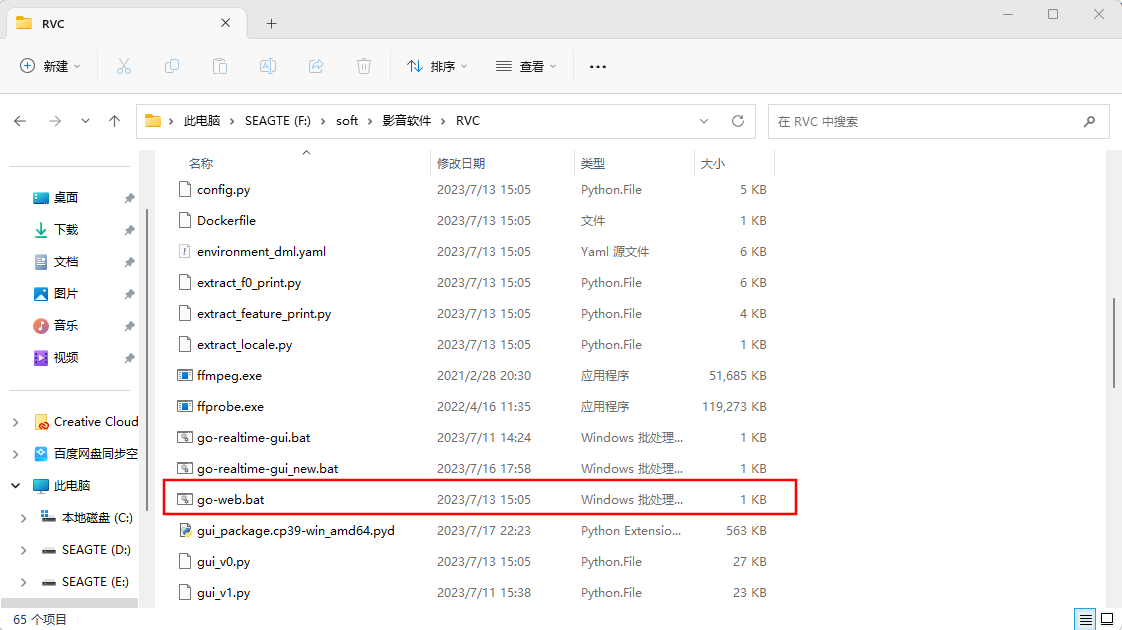 RVC
新建
排序
查看
此电脑 SEAGTE (F:) soft 影音软件 RVC
在 RVC 中搜索
名称 修改日期 类型 大小
config.py 2023/7/13 15:05 Python.File 5 KB
Dockerfile 2023/7/13 15:05 文件 1 KB
environment_dml.yaml 2023/7/13 15:05 Yaml 源文件 6 KB
extract_f0_print.py 2023/7/13 15:05 Python.File 6 KB
extract_feature_print.py 2023/7/13 15:05 Python.File 4 KB
extract_locale.py 2023/7/13 15:05 Python.File 1 KB
ffmpeg.exe 2021/2/28 20:30 应用程序 51,685 KB
ffprobe.exe 2022/4/16 11:35 应用程序 119,273 KB
go-realtime-gui.bat 2023/7/11 14:24 Windows 批处理... 1 KB
go-realtime-gui_new.bat 2023/7/16 17:58 Windows 批处理... 1 KB
go-web.bat 2023/7/13 15:05 Windows 批处理... 1 KB
gui_package.cp39-win_amd64.pyd 2023/7/17 22:23 Python Extensio... 563 KB
gui_v0.py 2023/7/13 15:05 Python.File 27 KB
gui_v1.py 2023/7/11 15:38 Python.File 23 KB
桌面
下载
文档
图片
音乐
视频
Creative Cloud
百度网盘同步空
此电脑
本地磁盘 (C:)
SEAGTE (D:)
SEAGTE (E:)
65 个项目